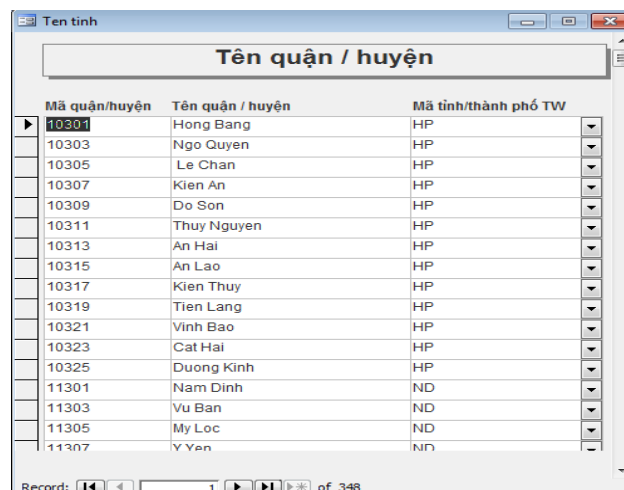 Ten tinh
Tên quận / huyện
Mã quận/huyện Tên quận / huyện Mã tỉnh/thành phố TW
10301 Hong Bang HP
10303 Ngo Quyen HP
10305 Le Chan HP
10307 Kien An HP
10309 Do Son HP
10311 Thuy Nguyen HP
10313 An Hai HP
10315 An Lao HP
10317 Kien Thuy HP
10319 Tien Lang HP
10321 Vinh Bao HP
10323 Cat Hai HP
10325 Duong Kinh HP
11301 Nam Dinh ND
11303 Vu Ban ND
11305 My Loc ND
11307 Y Yen ND
Record: 1 of 348